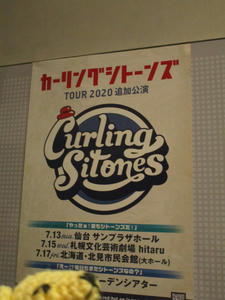 カーリングシトーンズ
TOUR 2020 追加公演
Curling
Sitones
7.13 mon. 仙台 サンプラザホール
7.15 wed. 札幌文化芸術劇場 hitaru
7.17 fri. 北海道・北見市民会館(大ホール)
ーデンシアター